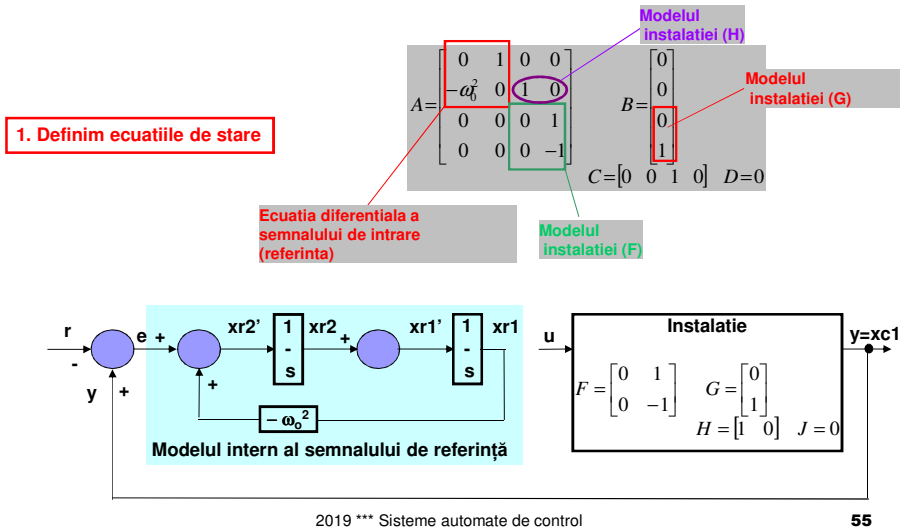 Modelul
instalatiei (H)
A = [ 0 1 0 0
−ω₀² 0 1 0
0 0 0 1
0 0 0 −1 ]
B = [ 0
0
0
1 ]
Modelul
instalatiei (G)
C = [0 0 1 0] D = 0
1. Definim ecuatiile de stare
Ecuatia diferentiala a
semnalului de intrare
(referinta)
Modelul
instalatiei (F)
r
-
y +
e +
+
xr2'
1
-
s
xr2 +
xr1'
1
-
s
xr1
− ωo²
Modelul intern al semnalului de referință
u
Instalatie
F = [ 0 1
0 −1 ]
G = [ 0
1 ]
H = [1 0] J = 0
y=xc1
2019 *** Sisteme automate de control
55